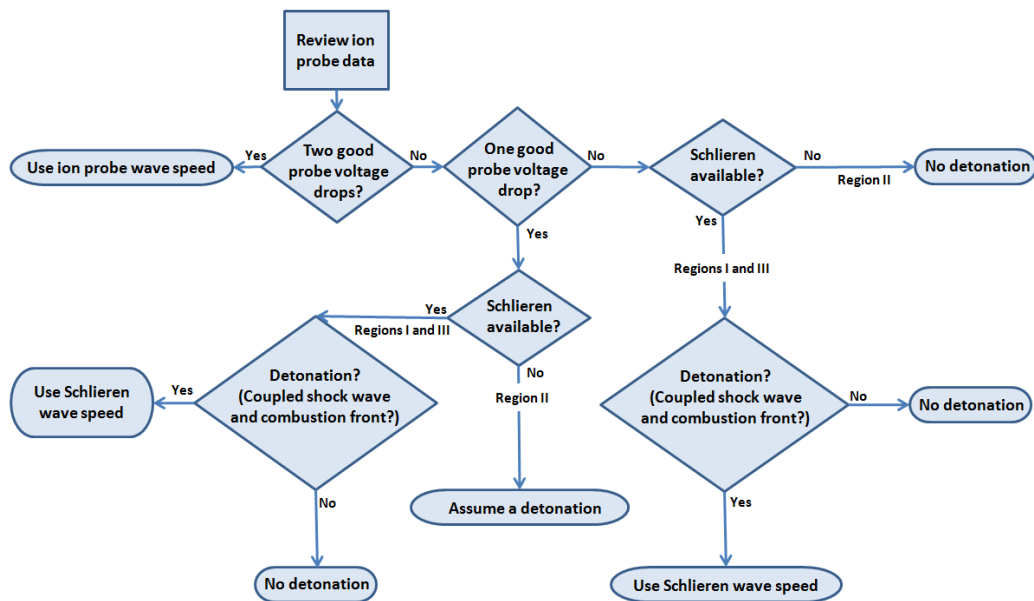 Review ion
probe data
Two good
probe voltage
drops?
Yes
Use ion probe wave speed
No
One good
probe voltage
drop?
No
Schlieren
available?
No
Region II
No detonation
Yes
Regions I and III
Yes
Schlieren
available?
Yes
Regions I and III
No
Region II
Assume a detonation
Detonation?
(Coupled shock wave
and combustion front?)
Yes
Use Schlieren
wave speed
No
No detonation
Detonation?
(Coupled shock wave
and combustion front?)
No
No detonation
Yes
Use Schlieren wave speed